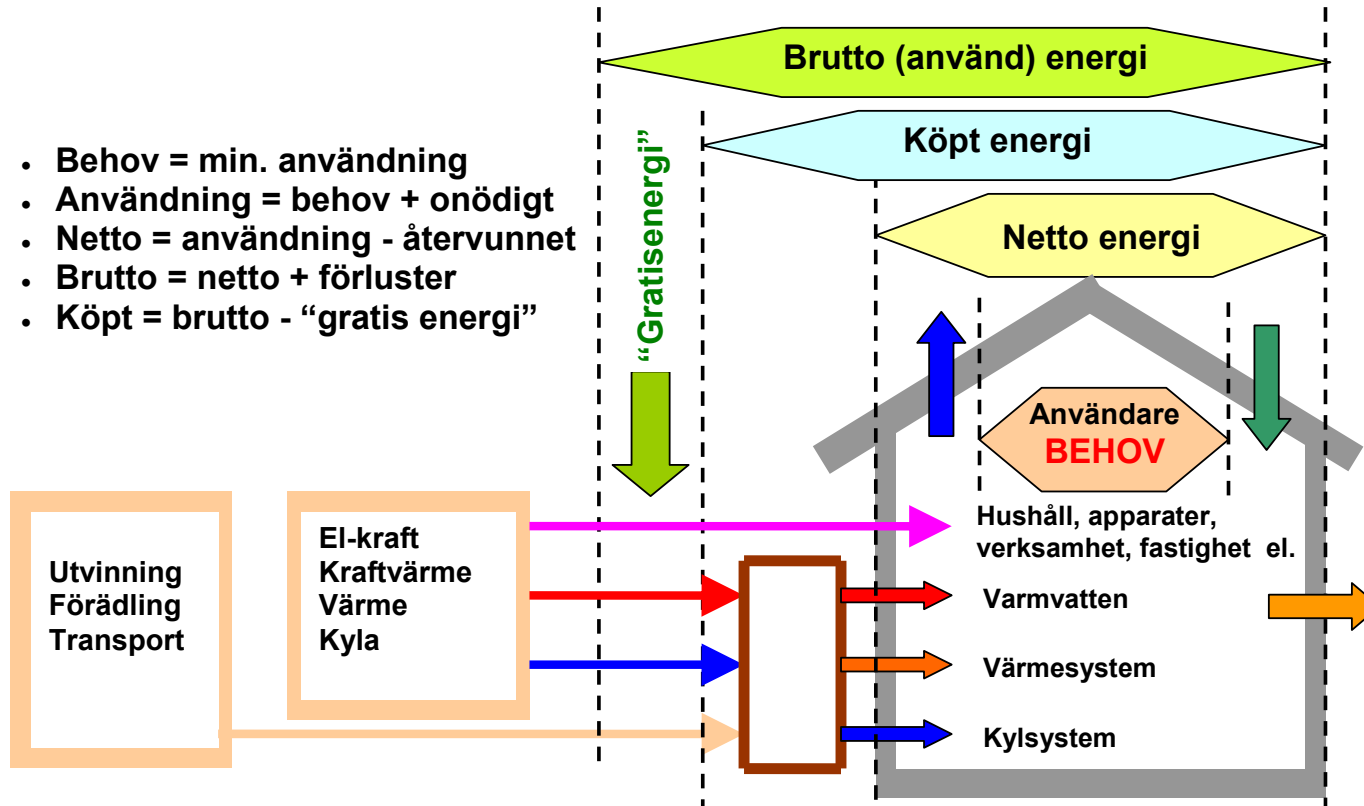 Brutto (använd) energi
Köpt energi
Netto energi
“Gratisenergi”
• Behov = min. användning
• Användning = behov + onödigt
• Netto = användning - återvunnet
• Brutto = netto + förluster
• Köpt = brutto - “gratis energi”
Användare
BEHOV
Utvinning
Förädling
Transport
El-kraft
Kraftvärme
Värme
Kyla
Hushåll, apparater,
verksamhet, fastighet el.
Varmvatten
Värmesystem
Kylsystem